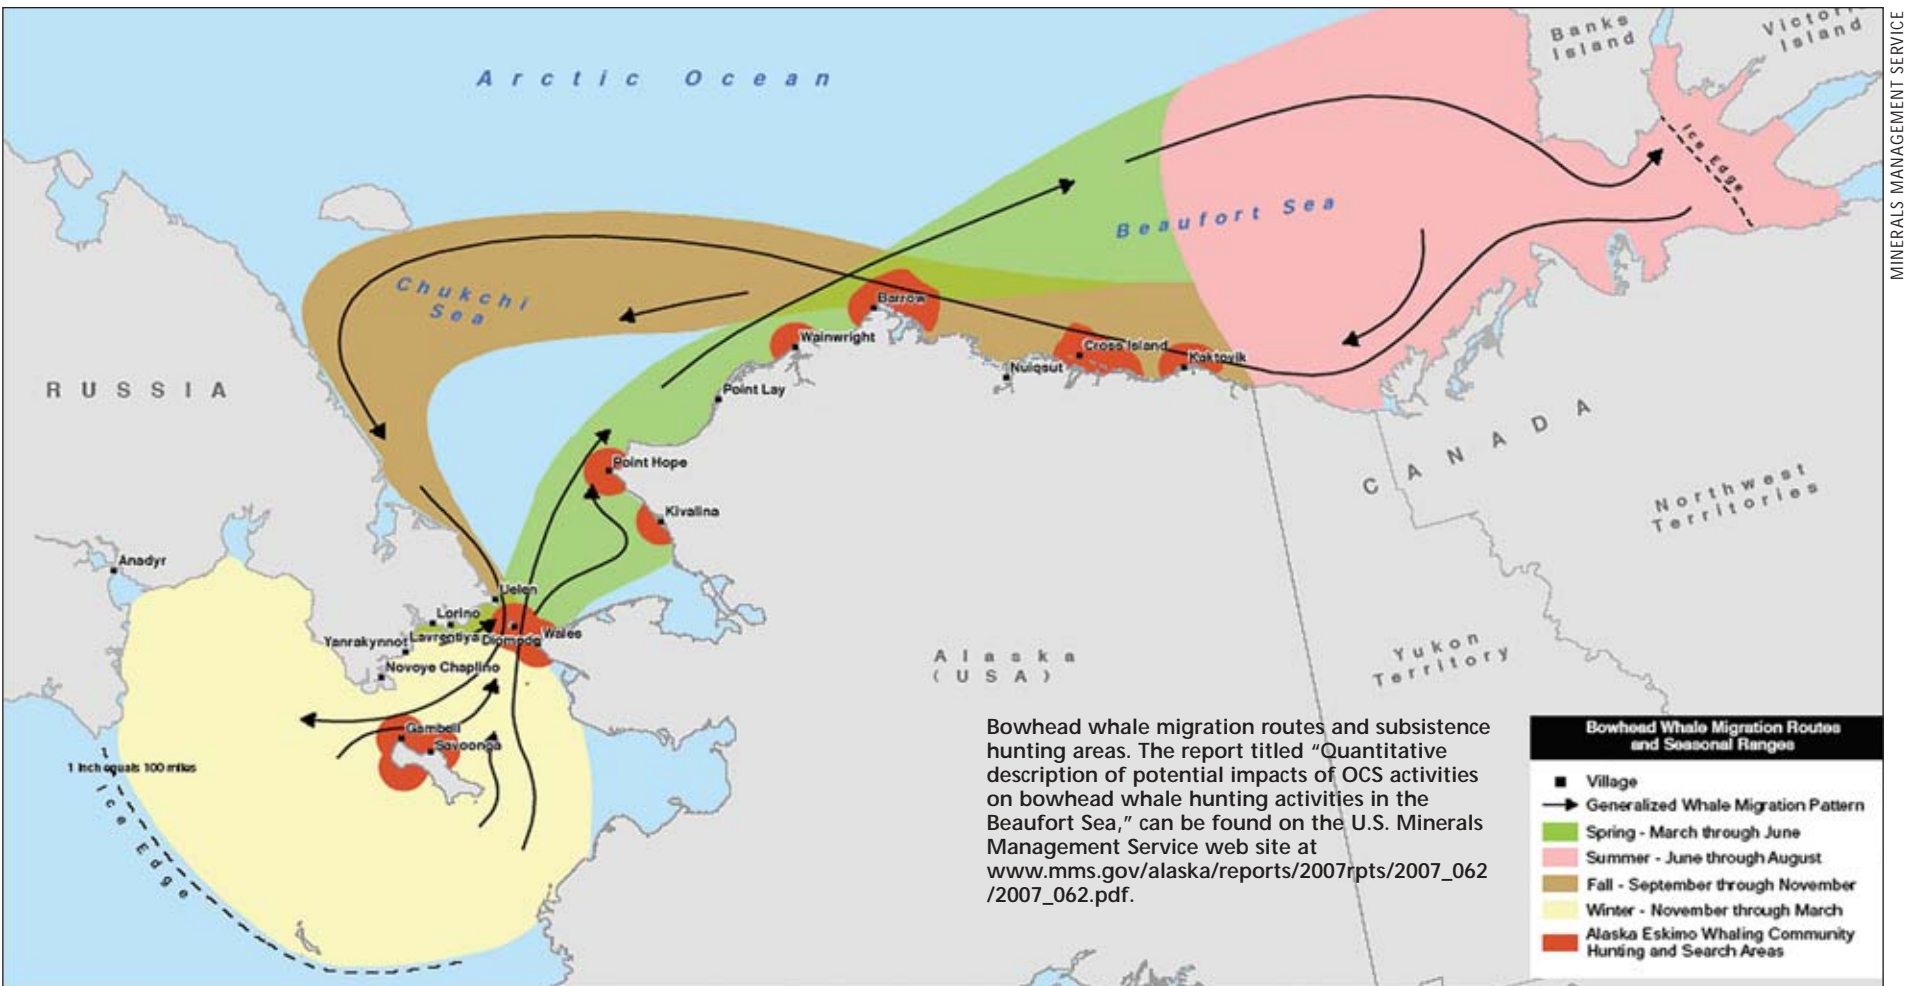 MINERALS MANAGEMENT SERVICE
Arctic Ocean
Banks
Island
Island
Ice Edge
Beaufort Sea
Chukchi
Sea
RUSSIA
Barrow
Wainwright
Cross Island
Kaktovik
Nuiqsut
Point Lay
Point Hope
Kivalina
CANADA
Northwest
Territories
Anadyr
Uelen
Lorino
Yanrakynnot
Lavrentiya
Diomede
Wales
Novoye Chaplino
Alaska
(USA)
Yukon
Territory
Gambell
Savoonga
1 inch equals 100 miles
Ice Edge
Bowhead whale migration routes and subsistence
hunting areas. The report titled “Quantitative
description of potential impacts of OCS activities
on bowhead whale hunting activities in the
Beaufort Sea,” can be found on the U.S. Minerals
Management Service web site at
www.mms.gov/alaska/reports/2007rpts/2007_062
/2007_062.pdf.
Bowhead Whale Migration Routes
and Seasonal Ranges
Village
Generalized Whale Migration Pattern
Spring - March through June
Summer - June through August
Fall - September through November
Winter - November through March
Alaska Eskimo Whaling Community
Hunting and Search Areas